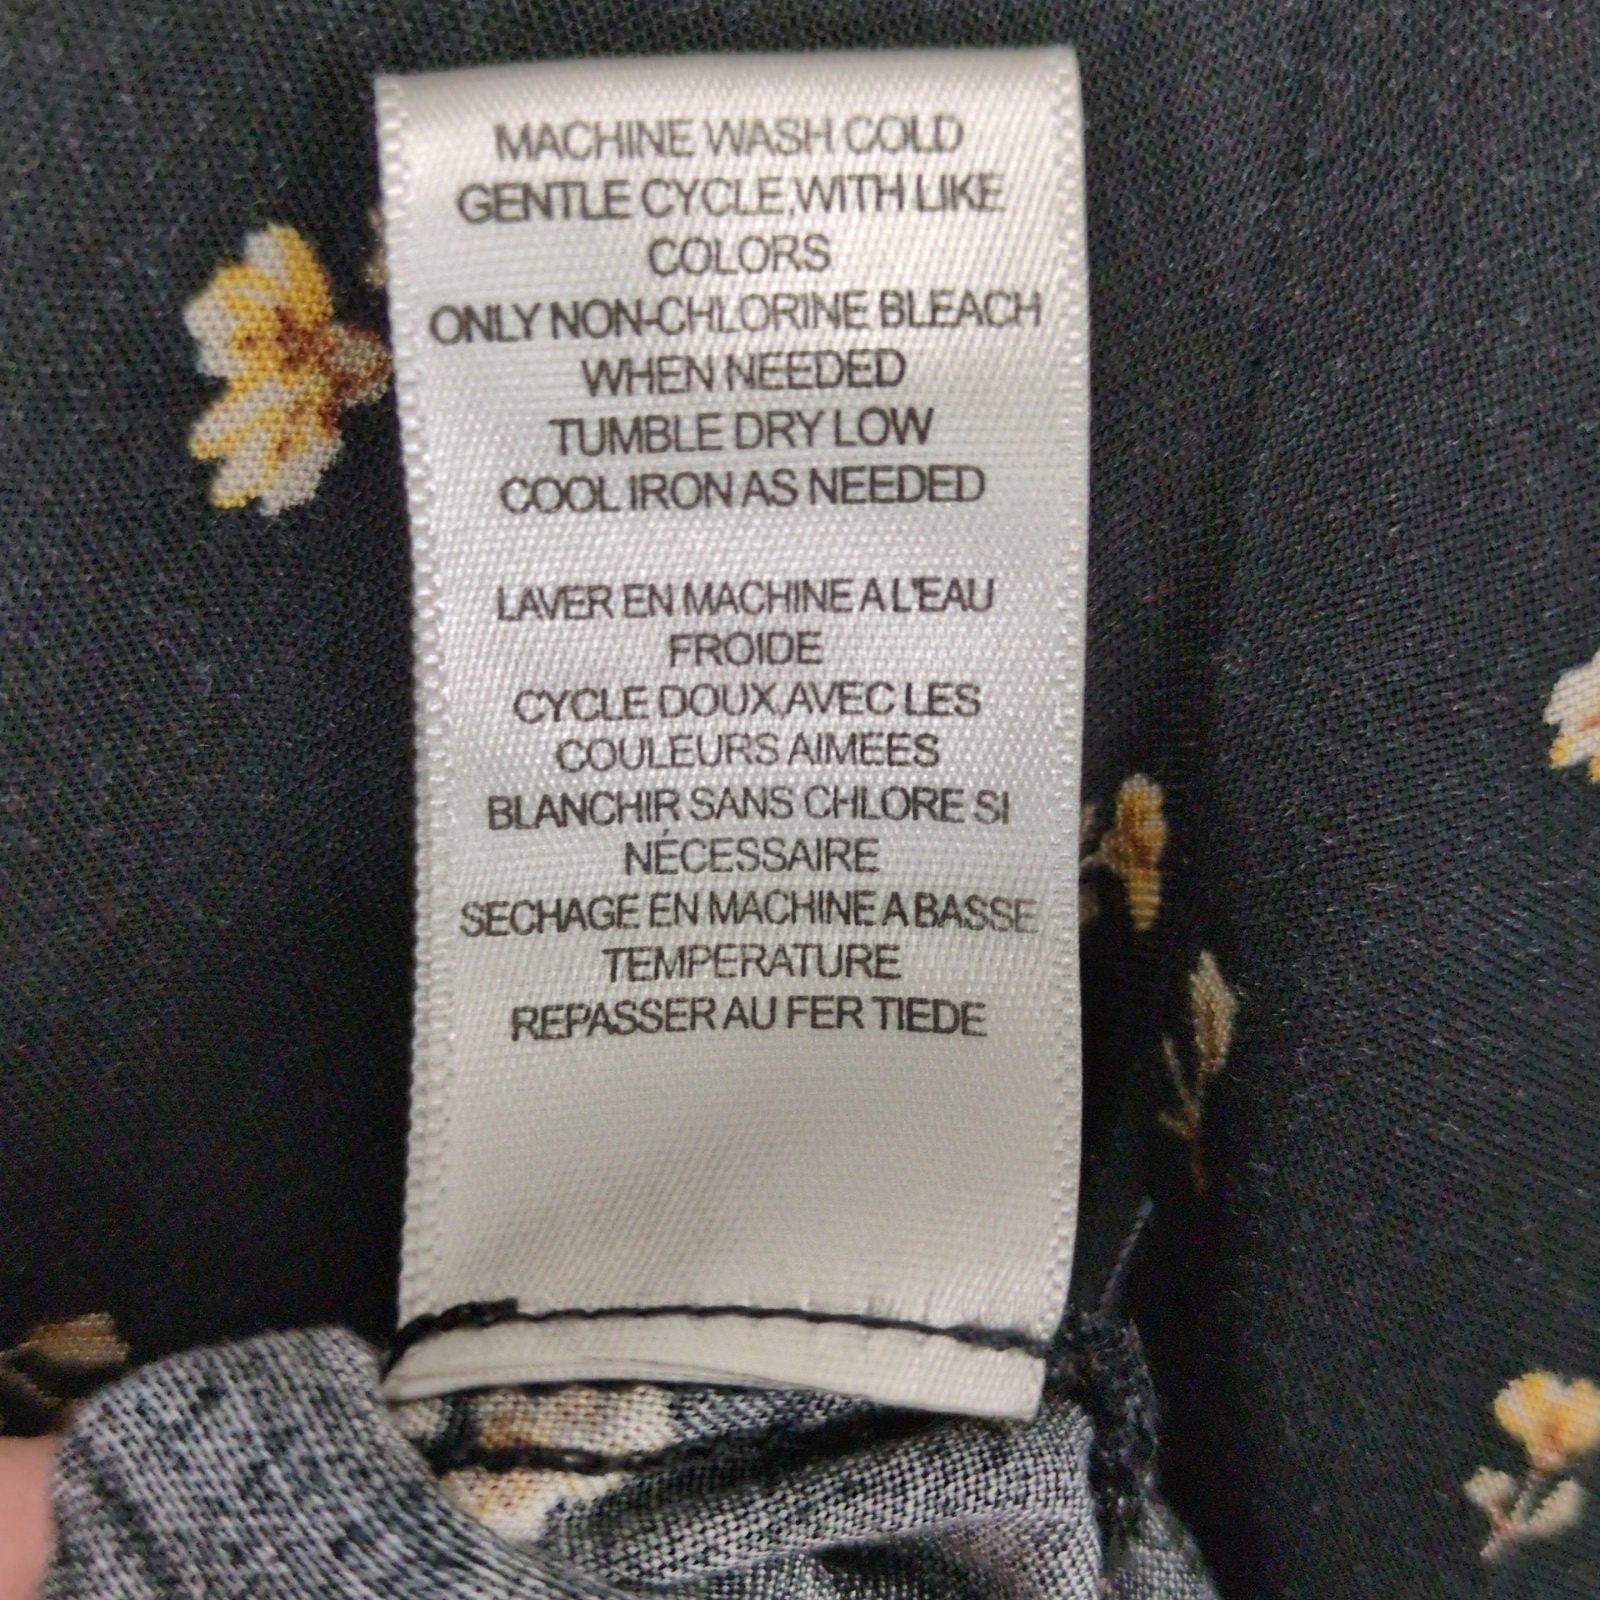 MACHINE WASH COLD
GENTLE CYCLE,WITH LIKE
COLORS
ONLY NON-CHLORINE BLEACH
WHEN NEEDED
TUMBLE DRY LOW
COOL IRON AS NEEDED
LAVER EN MACHINE A L'EAU
FROIDE
CYCLE DOUX,AVEC LES
COULEURS AIMEES
BLANCHIR SANS CHLORE SI
NÉCESSAIRE
SECHAGE EN MACHINE A BASSE
TEMPERATURE
REPASSER AU FER TIEDE